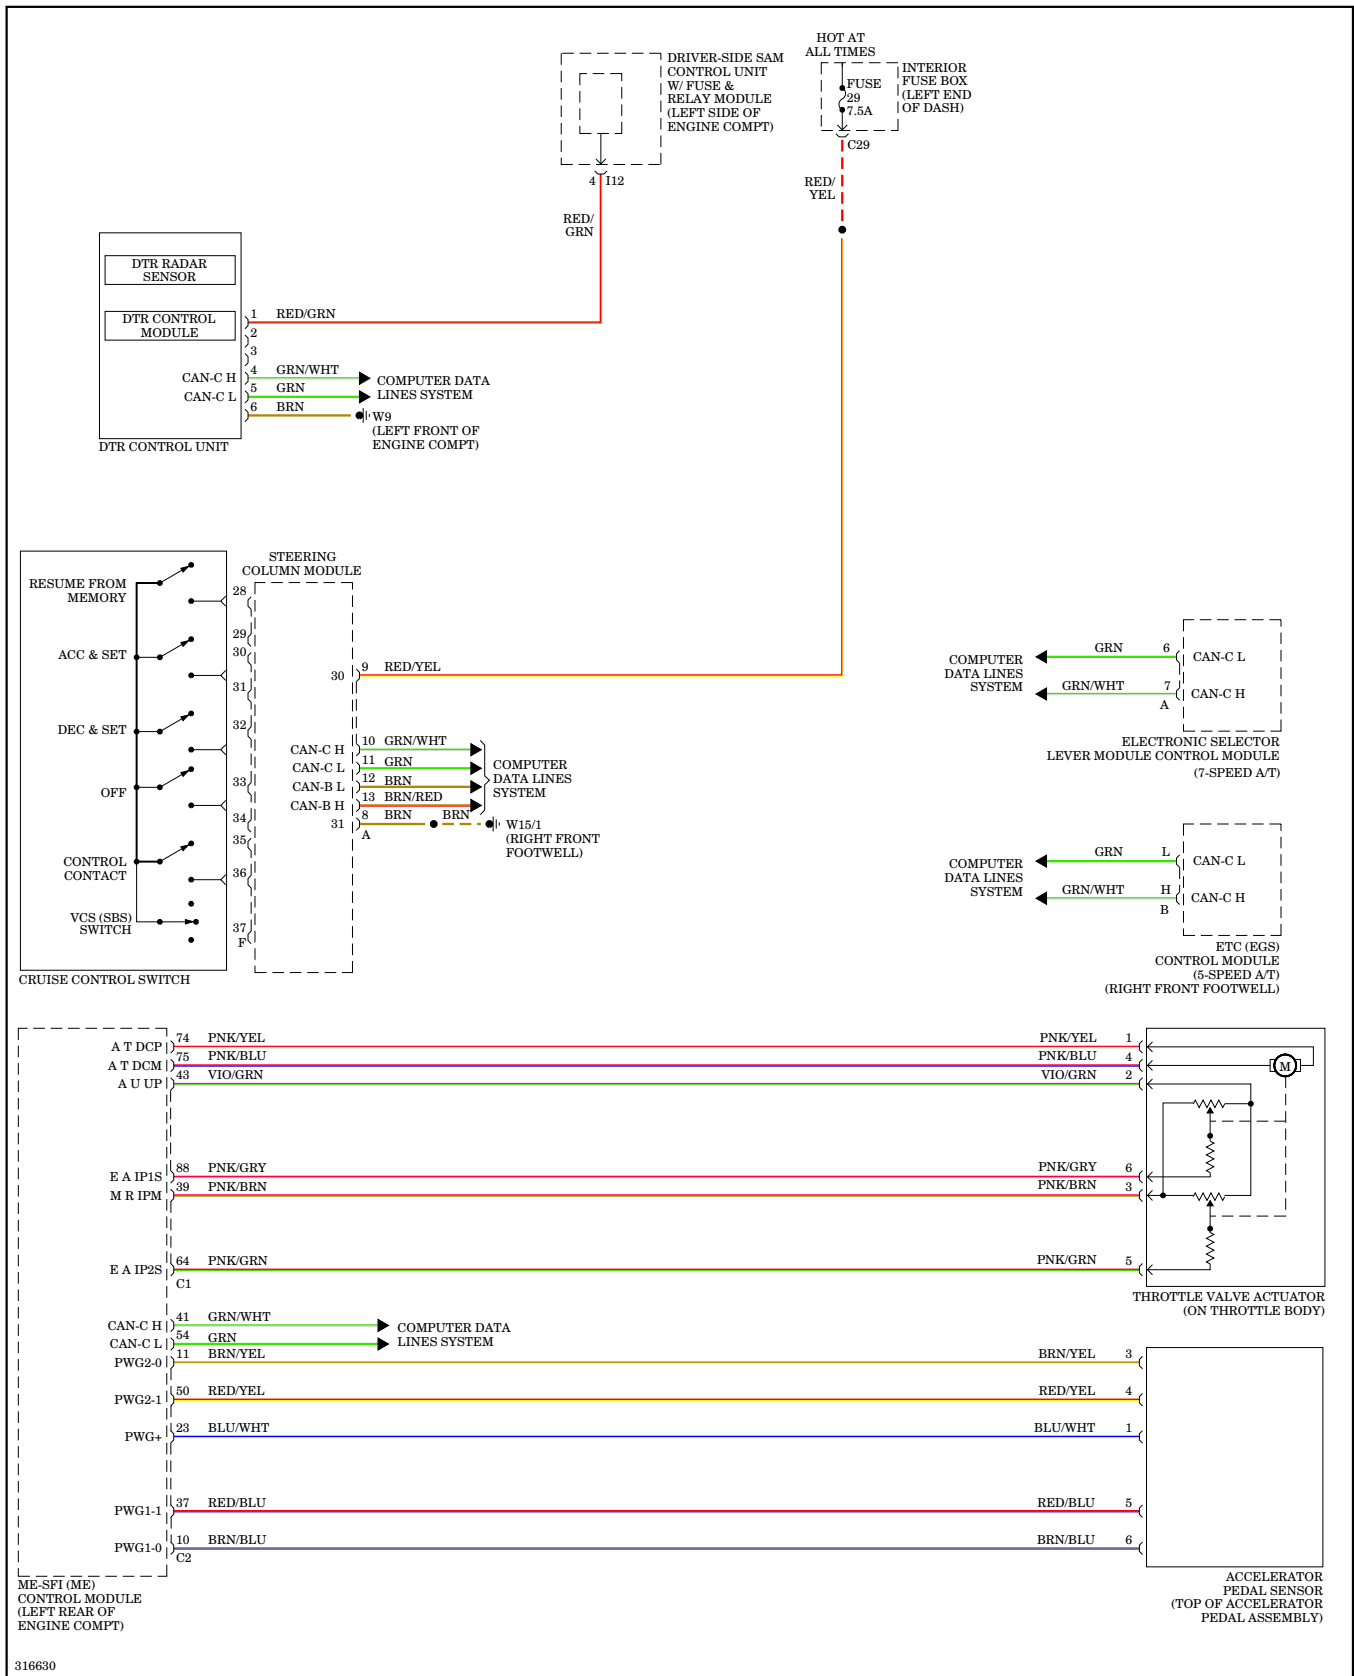 HOT AT
ALL TIMES
DRIVER-SIDE SAM
CONTROL UNIT
W/ FUSE &
RELAY MODULE
(LEFT SIDE OF
ENGINE COMPT)
FUSE
29
7.5A
INTERIOR
FUSE BOX
(LEFT END
OF DASH)
C29
4 I12
RED/
YEL
RED/
GRN
DTR RADAR
SENSOR
DTR CONTROL
MODULE
1 RED/GRN
2
3
CAN-C H 4 GRN/WHT
CAN-C L 5 GRN
6 BRN
COMPUTER DATA
LINES SYSTEM
W9
(LEFT FRONT OF
ENGINE COMPT)
DTR CONTROL UNIT
STEERING
COLUMN MODULE
RESUME FROM
MEMORY
ACC & SET
DEC & SET
OFF
CONTROL
CONTACT
VCS (SBS)
SWITCH
28
29
30
31
32
33
34
35
36
37
F
CRUISE CONTROL SWITCH
30 9 RED/YEL
CAN-C H 10 GRN/WHT
CAN-C L 11 GRN
CAN-B L 12 BRN
CAN-B H 13 BRN/RED
31 8 BRN BRN
A
COMPUTER
DATA LINES
SYSTEM
W15/1
(RIGHT FRONT
FOOTWELL)
COMPUTER
DATA LINES
SYSTEM
GRN 6 CAN-C L
GRN/WHT 7 CAN-C H
A
ELECTRONIC SELECTOR
LEVER MODULE CONTROL MODULE
(7-SPEED A/T)
COMPUTER
DATA LINES
SYSTEM
GRN L CAN-C L
GRN/WHT H CAN-C H
B
ETC (EGS)
CONTROL MODULE
(5-SPEED A/T)
(RIGHT FRONT FOOTWELL)
A T DCP 74 PNK/YEL PNK/YEL 1
A T DCM 75 PNK/BLU PNK/BLU 4
A U UP 43 VIO/GRN VIO/GRN 2
M
E A IP1S 88 PNK/GRY PNK/GRY 6
M R IPM 39 PNK/BRN PNK/BRN 3
E A IP2S 64 PNK/GRN PNK/GRN 5
C1
THROTTLE VALVE ACTUATOR
(ON THROTTLE BODY)
CAN-C H 41 GRN/WHT
CAN-C L 54 GRN
COMPUTER DATA
LINES SYSTEM
PWG2-0 11 BRN/YEL BRN/YEL 3
PWG2-1 50 RED/YEL RED/YEL 4
PWG+ 23 BLU/WHT BLU/WHT 1
PWG1-1 37 RED/BLU RED/BLU 5
PWG1-0 10 BRN/BLU BRN/BLU 6
C2
ME-SFI (ME)
CONTROL MODULE
(LEFT REAR OF
ENGINE COMPT)
ACCELERATOR
PEDAL SENSOR
(TOP OF ACCELERATOR
PEDAL ASSEMBLY)
316630